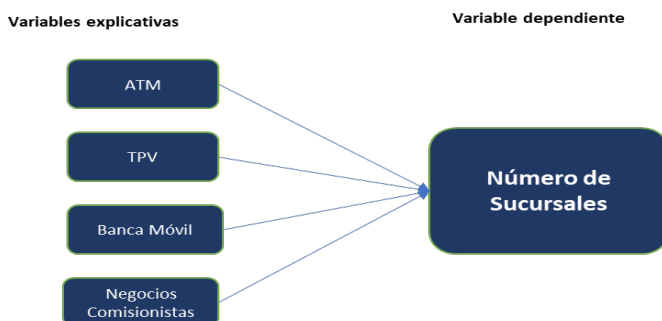 Variables explicativas
Variable dependiente
ATM
TPV
Banca Móvil
Negocios
Comisionistas
Número de
Sucursales